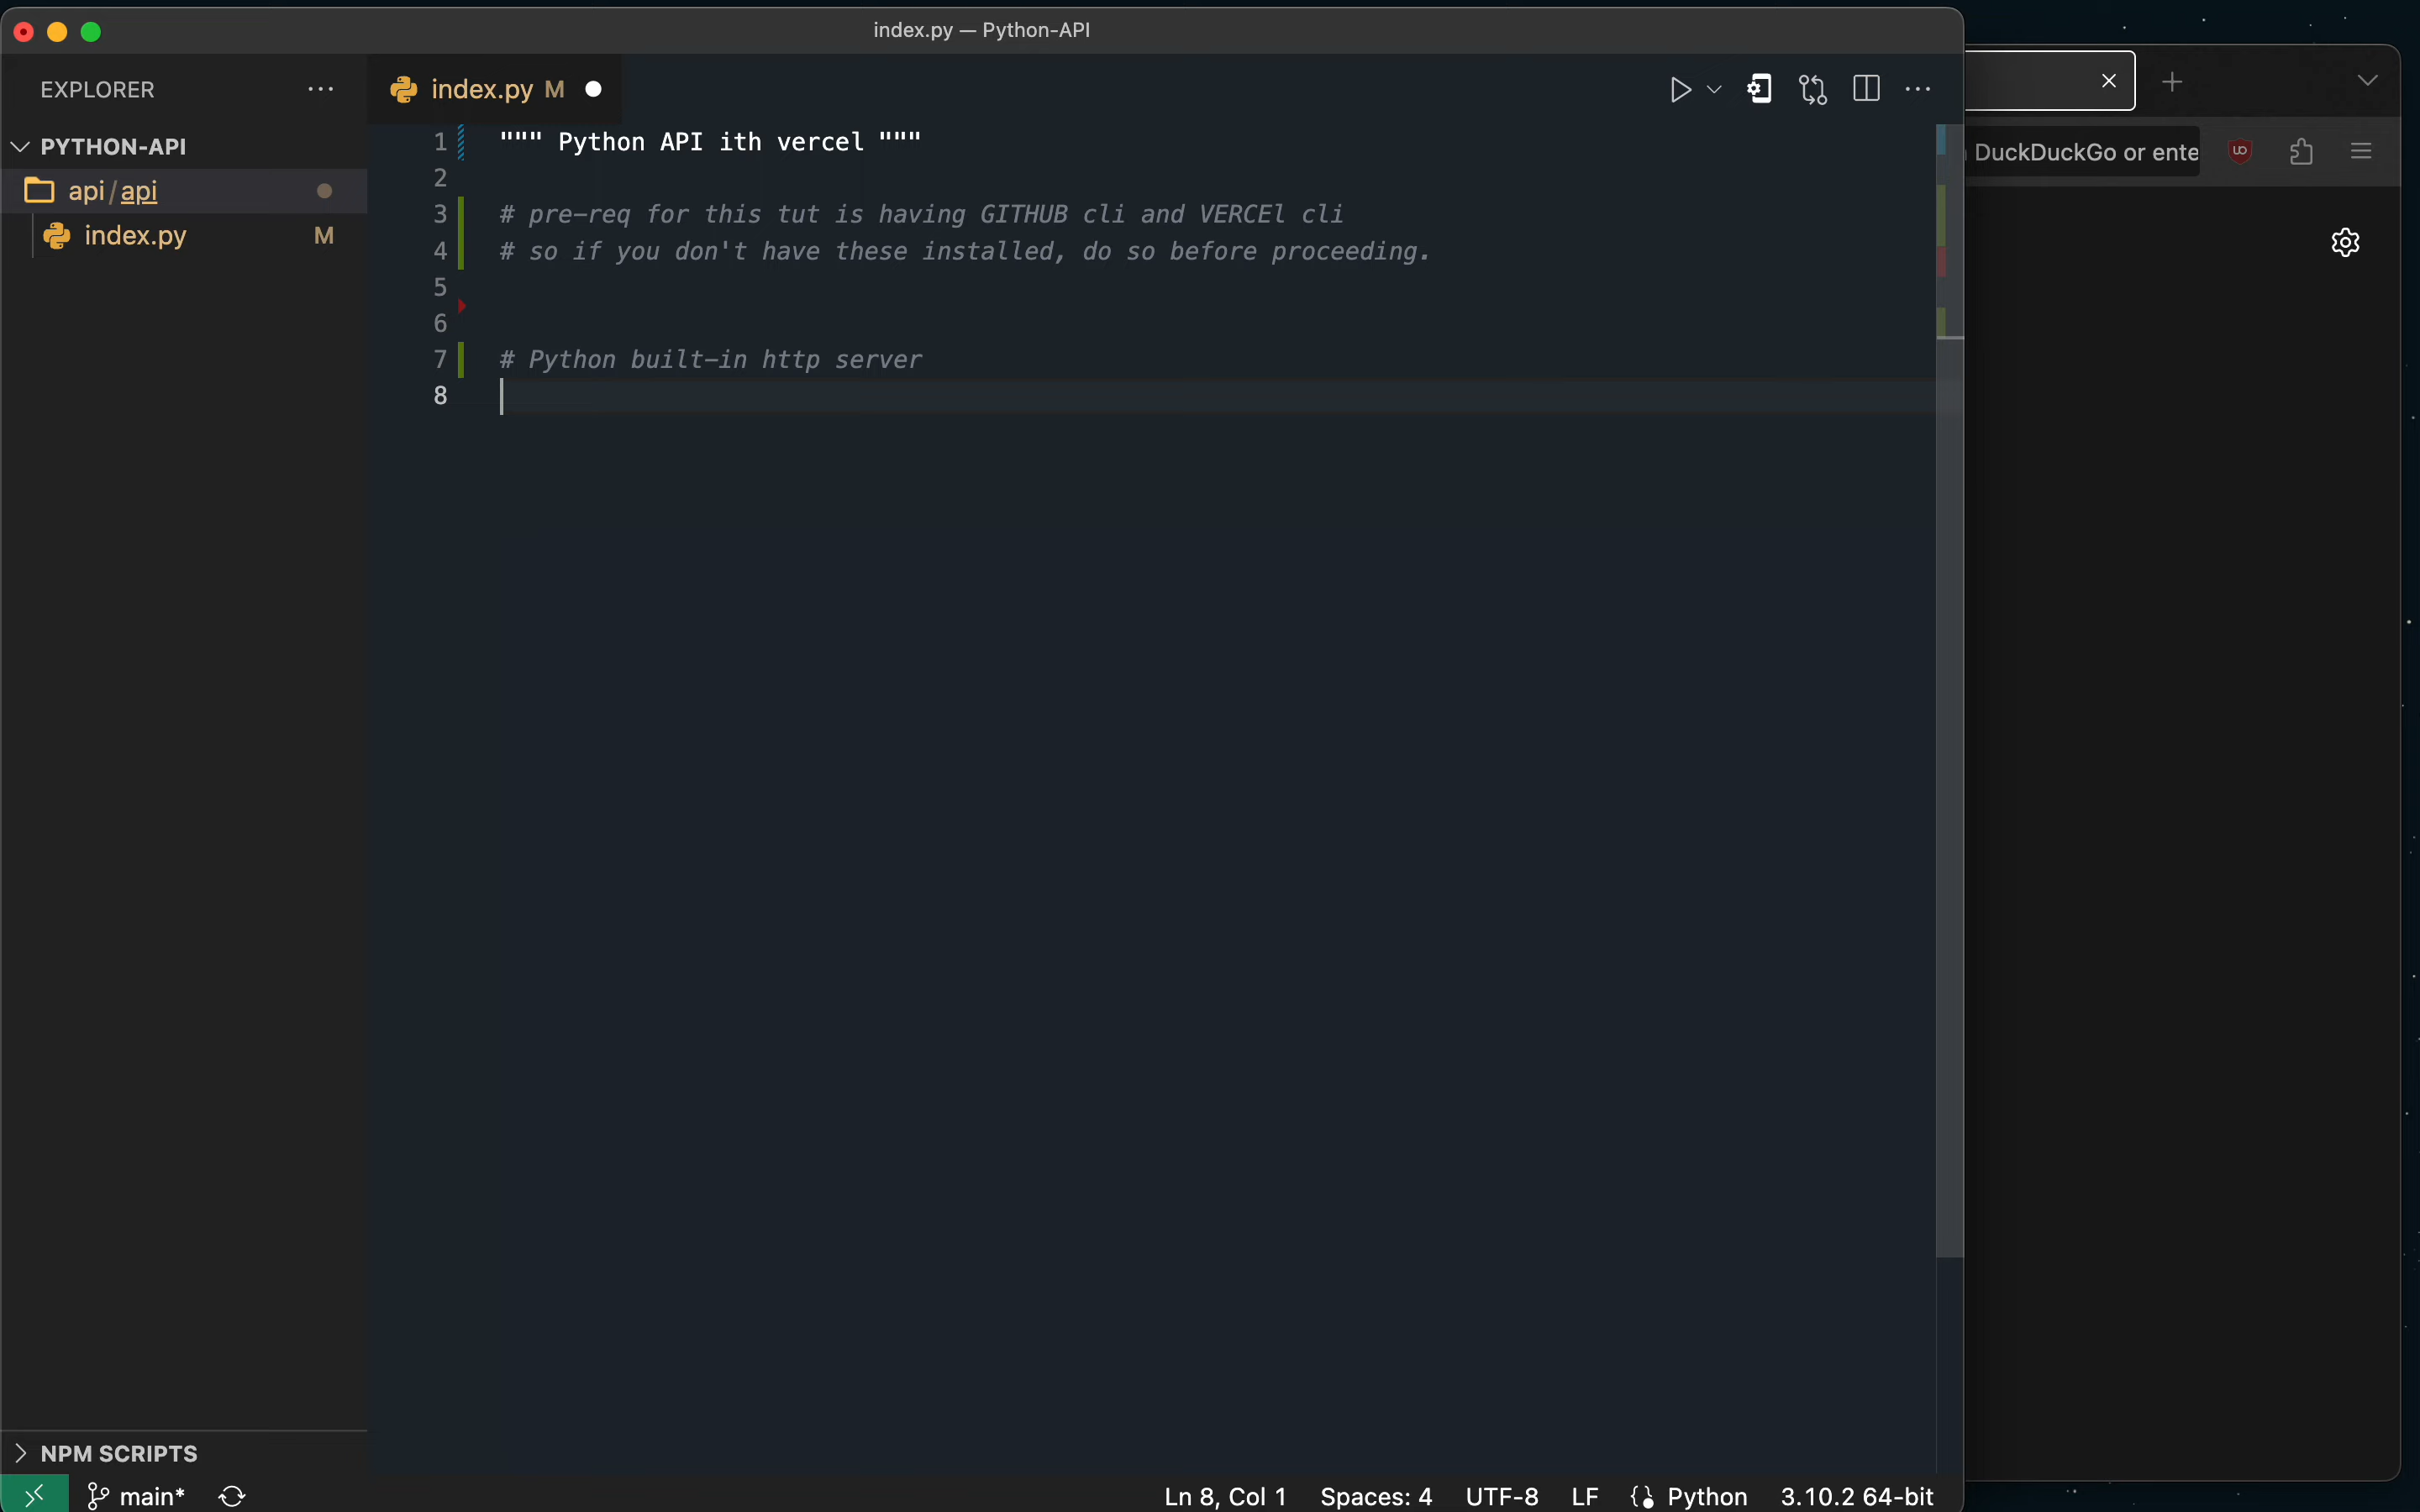 index.py — Python-API
EXPLORER
index.py M
PYTHON-API
api/api
index.py M
1 """ Python API ith vercel """
2
3 # pre-req for this tut is having GITHUB cli and VERCEl cli
4 # so if you don't have these installed, do so before proceeding.
5
6
7 # Python built-in http server
8
DuckDuckGo or ente
NPM SCRIPTS
main*
Ln 8, Col 1 Spaces: 4 UTF-8 LF Python 3.10.2 64-bit